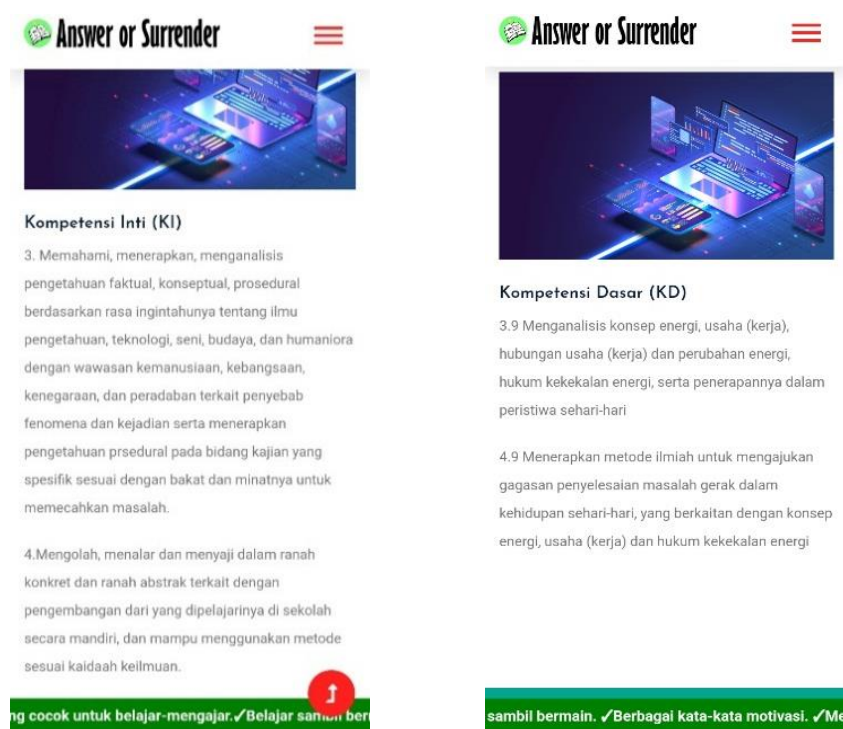 Answer or Surrender
Kompetensi Inti (KI)
3. Memahami, menerapkan, menganalisis
pengetahuan faktual, konseptual, prosedural
berdasarkan rasa ingintahunya tentang ilmu
pengetahuan, teknologi, seni, budaya, dan humaniora
dengan wawasan kemanusiaan, kebangsaan,
kenegaraan, dan peradaban terkait penyebab
fenomena dan kejadian serta menerapkan
pengetahuan prsedural pada bidang kajian yang
spesifik sesuai dengan bakat dan minatnya untuk
memecahkan masalah.
4.Mengolah, menalar dan menyaji dalam ranah
konkret dan ranah abstrak terkait dengan
pengembangan dari yang dipelajarinya di sekolah
secara mandiri, dan mampu menggunakan metode
sesuai kaidaah keilmuan.
ng cocok untuk belajar-mengajar.✓Belajar sambil ber
Answer or Surrender
Kompetensi Dasar (KD)
3.9 Menganalisis konsep energi, usaha (kerja),
hubungan usaha (kerja) dan perubahan energi,
hukum kekekalan energi, serta penerapannya dalam
peristiwa sehari-hari
4.9 Menerapkan metode ilmiah untuk mengajukan
gagasan penyelesaian masalah gerak dalam
kehidupan sehari-hari, yang berkaitan dengan konsep
energi, usaha (kerja) dan hukum kekekalan energi
sambil bermain. ✓Berbagai kata-kata motivasi. ✓Me